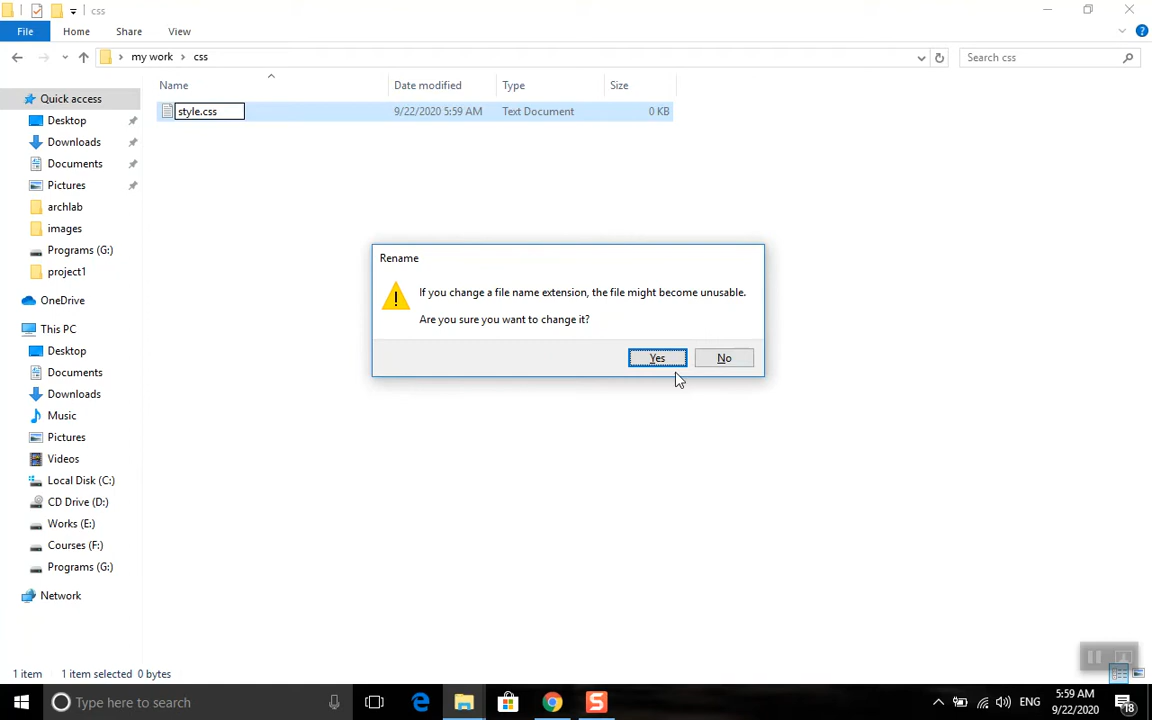 css
File Home Share View
my work css Search css
Name Date modified Type Size
Quick access
style.css 9/22/2020 5:59 AM Text Document 0 KB
Desktop
Downloads
Documents
Pictures
archlab
images
Programs (G:)
project1
OneDrive
This PC
Desktop
Documents
Downloads
Music
Pictures
Videos
Local Disk (C:)
CD Drive (D:)
Works (E:)
Courses (F:)
Programs (G:)
Network
Rename
If you change a file name extension, the file might become unusable.
Are you sure you want to change it?
Yes No
1 item 1 item selected 0 bytes
Type here to search
ENG
5:59 AM
9/22/2020
18